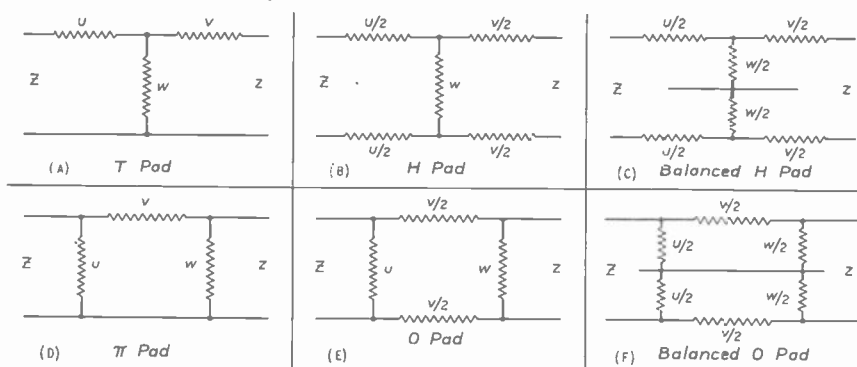 u v
Z w z
(A) T Pad
u/2 v/2
Z w z
u/2 v/2
(B) H Pad
u/2 v/2
w/2
Z z
w/2
u/2 v/2
(C) Balanced H Pad
v
Z u w z
(D) π Pad
v/2
Z u w z
v/2
(E) O Pad
v/2
u/2 w/2
Z z
u/2 w/2
v/2
(F) Balanced O Pad